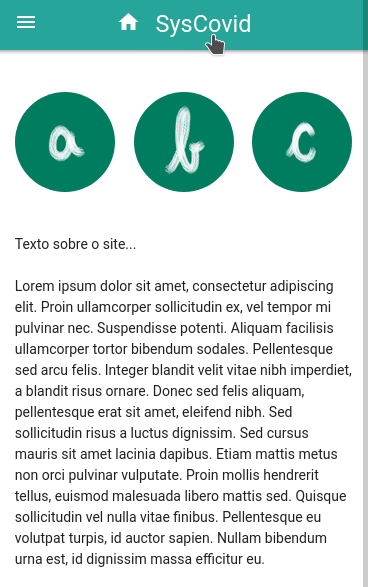 SysCovid
a b c
Texto sobre o site...
Lorem ipsum dolor sit amet, consectetur adipiscing
elit. Proin ullamcorper sollicitudin ex, vel tempor mi
pulvinar nec. Suspendisse potenti. Aliquam facilisis
ullamcorper tortor bibendum sodales. Pellentesque
sed arcu felis. Integer blandit velit vitae nibh imperdiet,
a blandit risus ornare. Donec sed felis aliquam,
pellentesque erat sit amet, eleifend nibh. Sed
sollicitudin risus a luctus dignissim. Sed cursus
mauris sit amet lacinia dapibus. Etiam mattis metus
non orci pulvinar vulputate. Proin mollis hendrerit
tellus, euismod malesuada libero mattis sed. Quisque
sollicitudin vel nulla vitae finibus. Pellentesque eu
volutpat turpis, id auctor sapien. Nullam bibendum
urna est, id dignissim massa efficitur eu.